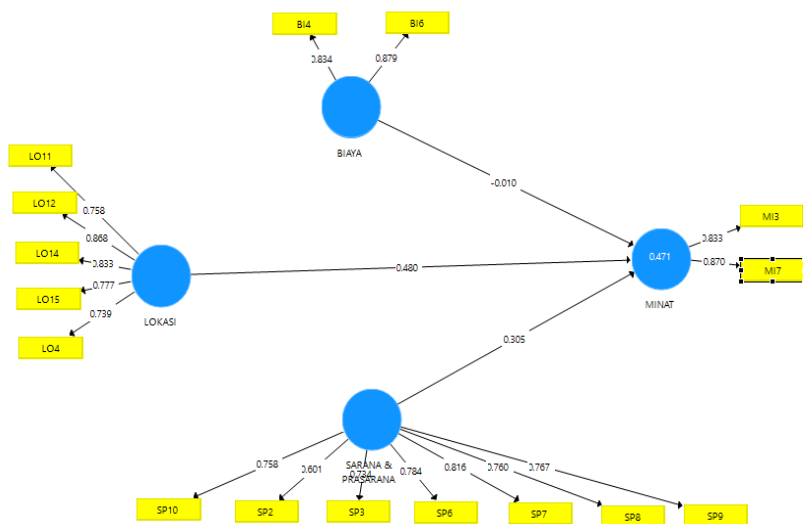 BI4
BI6
0.834
0.879
BIAYA
LO11
LO12
LO14
LO15
LO4
0.758
0.868
0.833
0.777
0.739
LOKASI
-0.010
0.480
0.305
0.471
MINAT
MI3
MI7
0.833
0.870
SARANA &
PRASARANA
0.758
0.601
0.734
0.784
0.816
0.760
0.767
SP10
SP2
SP3
SP6
SP7
SP8
SP9